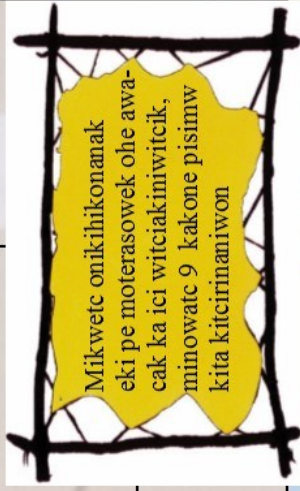 Mikwetc onikihikonanak
eki pe moterasowek ohe awa-
cak ka ici witciakiniwitcik,
minowatc 9 kakone pisimw
kita kitcirinaniwon